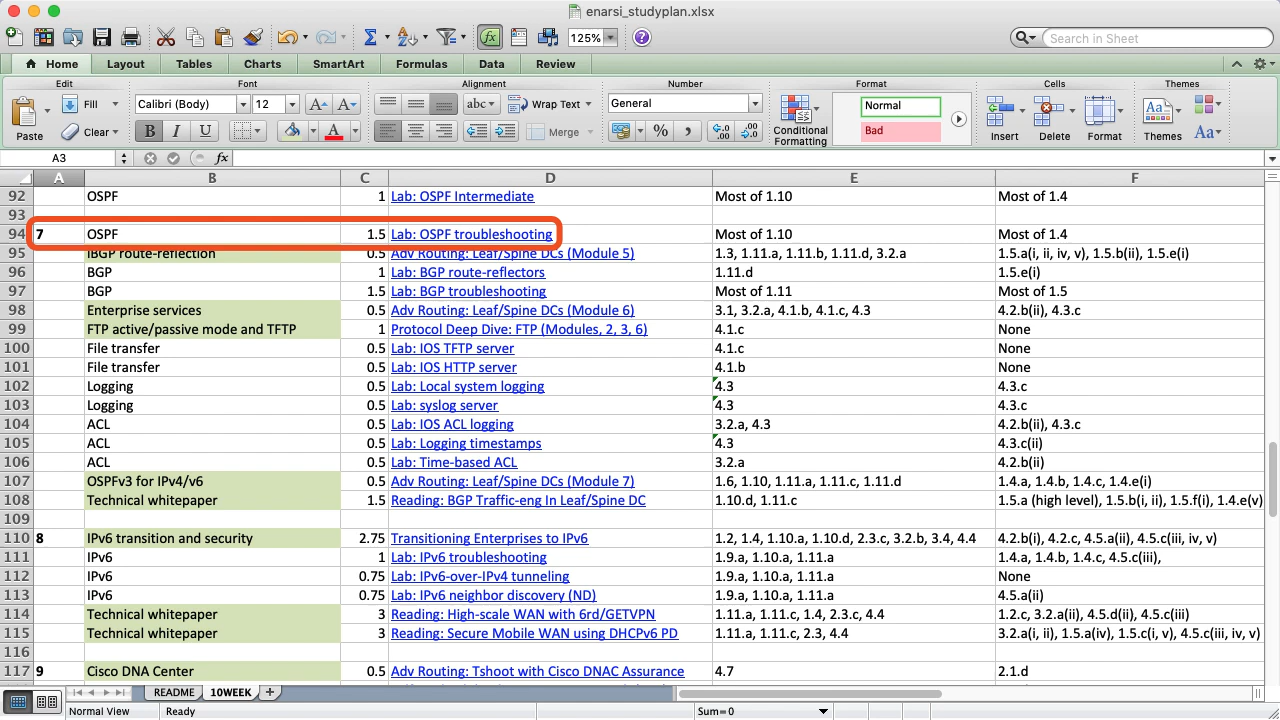 enarsi_studyplan.xlsx
125% Search in Sheet
Home Layout Tables Charts SmartArt Formulas Data Review
Edit Font Alignment Number Format Cells Themes
Fill Calibri (Body) 12 A A abc Wrap Text General Normal
Paste Clear B I U A Merge % Conditional Formatting Bad Insert Delete Format Themes Aa
A3 fx
A B C D E F
92 OSPF 1 Lab: OSPF Intermediate Most of 1.10 Most of 1.4
93
94 7 OSPF 1.5 Lab: OSPF troubleshooting Most of 1.10 Most of 1.4
95 iBGP route-reflection 0.5 Adv Routing: Leaf/Spine DCs (Module 5) 1.3, 1.11.a, 1.11.b, 1.11.d, 3.2.a 1.5.a(i, ii, iv, v), 1.5.b(ii), 1.5.e(i)
96 BGP 1 Lab: BGP route-reflectors 1.11.d 1.5.e(i)
97 BGP 1.5 Lab: BGP troubleshooting Most of 1.11 Most of 1.5
98 Enterprise services 0.5 Adv Routing: Leaf/Spine DCs (Module 6) 3.1, 3.2.a, 4.1.b, 4.1.c, 4.3 4.2.b(ii), 4.3.c
99 FTP active/passive mode and TFTP 1 Protocol Deep Dive: FTP (Modules, 2, 3, 6) 4.1.c None
100 File transfer 0.5 Lab: IOS TFTP server 4.1.c None
101 File transfer 0.5 Lab: IOS HTTP server 4.1.b None
102 Logging 0.5 Lab: Local system logging 4.3 4.3.c
103 Logging 0.5 Lab: syslog server 4.3 4.3.c
104 ACL 0.5 Lab: IOS ACL logging 3.2.a, 4.3 4.2.b(ii), 4.3.c
105 ACL 0.5 Lab: Logging timestamps 4.3 4.3.c(ii)
106 ACL 0.5 Lab: Time-based ACL 3.2.a 4.2.b(ii)
107 OSPFv3 for IPv4/v6 0.5 Adv Routing: Leaf/Spine DCs (Module 7) 1.6, 1.10, 1.11.a, 1.11.c, 1.11.d 1.4.a, 1.4.b, 1.4.c, 1.4.e(i)
108 Technical whitepaper 1.5 Reading: BGP Traffic-eng In Leaf/Spine DC 1.10.d, 1.11.c 1.5.a (high level), 1.5.b(i, ii), 1.5.f(i), 1.4.e(v)
109
110 8 IPv6 transition and security 2.75 Transitioning Enterprises to IPv6 1.2, 1.4, 1.10.a, 1.10.d, 2.3.c, 3.2.b, 3.4, 4.4 4.2.b(i), 4.2.c, 4.5.a(ii), 4.5.c(iii, iv, v)
111 IPv6 1 Lab: IPv6 troubleshooting 1.9.a, 1.10.a, 1.11.a 1.4.a, 1.4.b, 1.4.c, 4.5.c(iii),
112 IPv6 0.75 Lab: IPv6-over-IPv4 tunneling 1.9.a, 1.10.a, 1.11.a None
113 IPv6 0.75 Lab: IPv6 neighbor discovery (ND) 1.9.a, 1.10.a, 1.11.a 4.5.a(ii)
114 Technical whitepaper 3 Reading: High-scale WAN with 6rd/GETVPN 1.11.a, 1.11.c, 1.4, 2.3.c, 4.4 1.2.c, 3.2.a(ii), 4.5.d(ii), 4.5.c(iii)
115 Technical whitepaper 3 Reading: Secure Mobile WAN using DHCPv6 PD 1.11.a, 1.11.c, 2.3, 4.4 3.2.a(i, ii), 1.5.a(iv), 1.5.c(i, v), 4.5.c(iii, iv, v)
116
117 9 Cisco DNA Center 0.5 Adv Routing: Tshoot with Cisco DNAC Assurance 4.7 2.1.d
README 10WEEK
Normal View Ready Sum=0